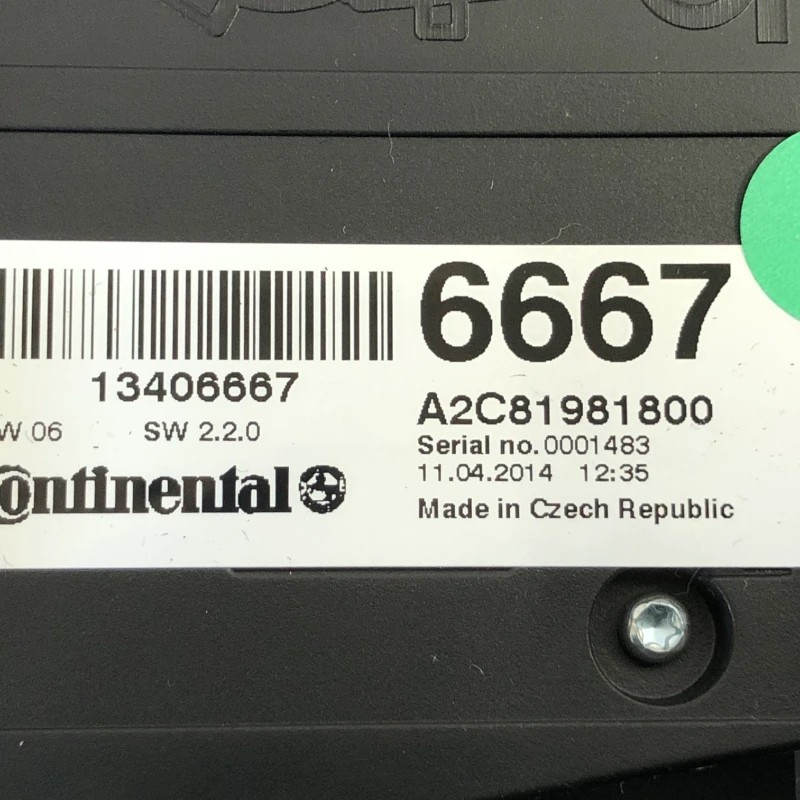 6667
13406667
A2C81981800
W 06 SW 2.2.0
Serial no. 0001483
11.04.2014 12:35
Continental
Made in Czech Republic